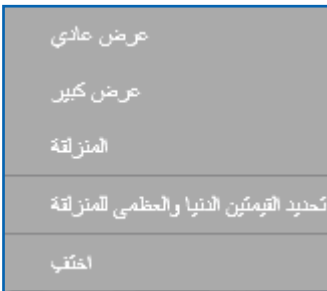 عرض عادي
عرض كبير
المنزلقة
تحديد القيمتين الدنيا والعظمى للمنزلقة
اختف